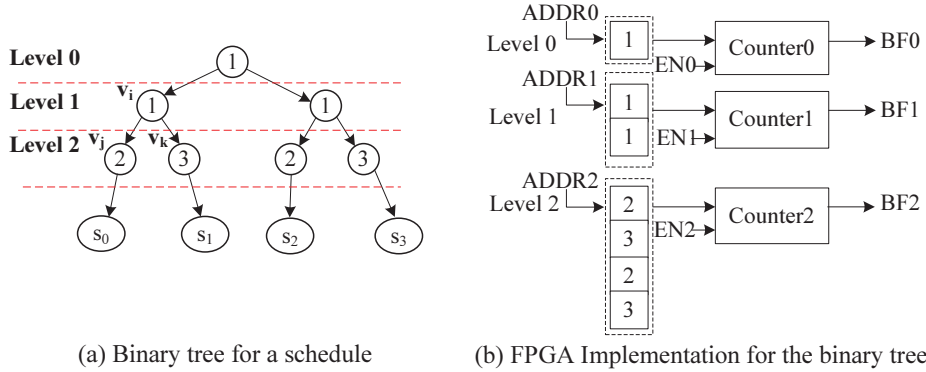 Level 0
1
Level 1
v_i
1
1
Level 2
v_j
v_k
2
3
2
3
s_0
s_1
s_2
s_3
(a) Binary tree for a schedule
ADDR0
Level 0
1
EN0
Counter0
BF0
ADDR1
Level 1
1
1
EN1
Counter1
BF1
ADDR2
Level 2
2
3
2
3
EN2
Counter2
BF2
(b) FPGA Implementation for the binary tree